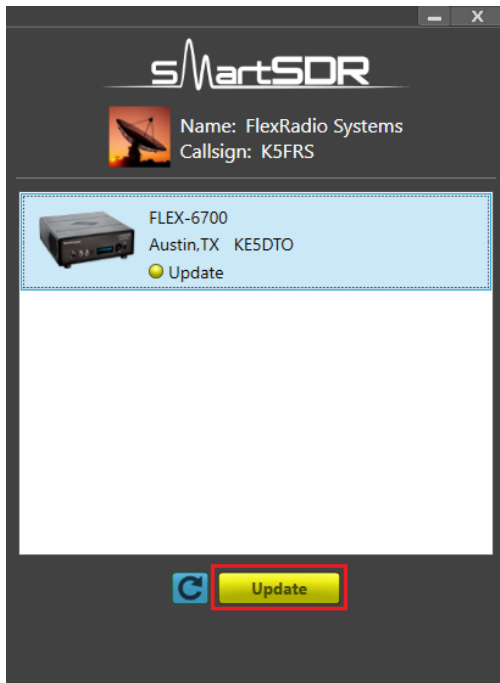 smartSDR
Name: FlexRadio Systems
Callsign: K5FRS
FLEX-6700
Austin,TX KE5DTO
Update
Update